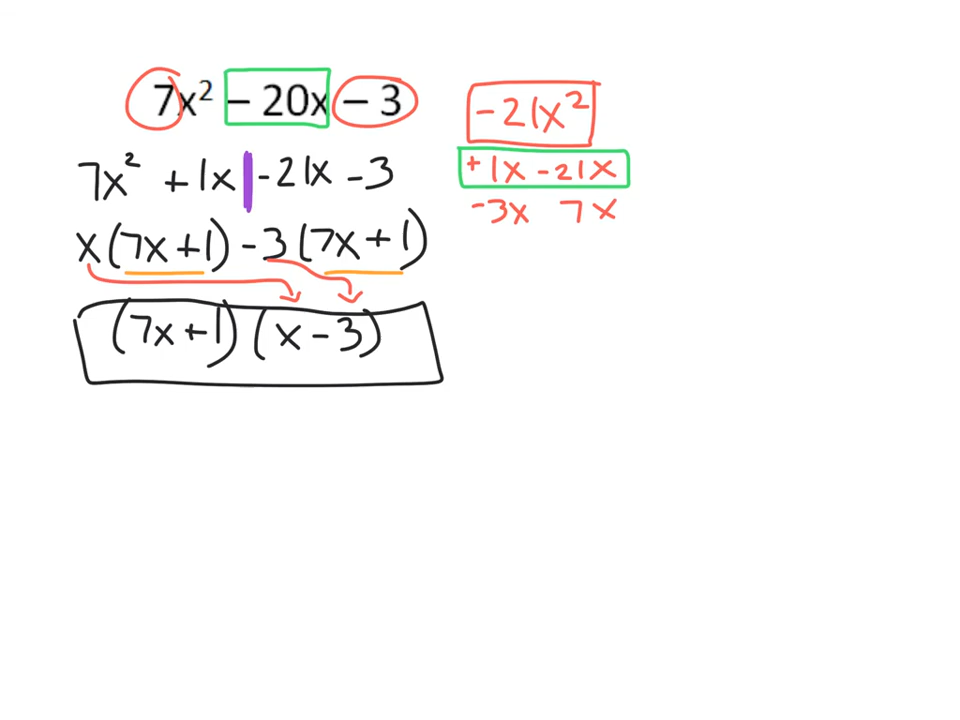 7x² – 20x – 3
7x² + 1x - 21x - 3
x(7x + 1) - 3(7x + 1)
(7x + 1)(x - 3)
-21x²
+1x -21x
-3x 7x